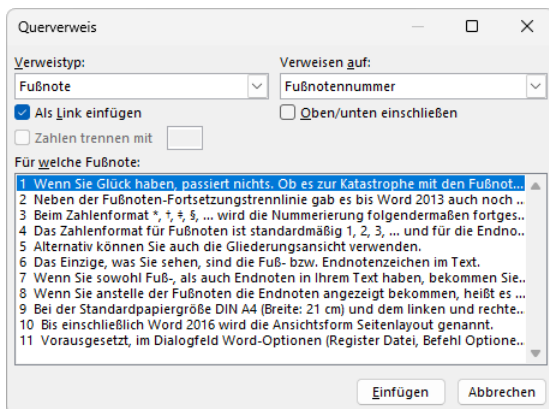 Querverweis
Verweistyp: Verweisen auf:
Fußnote Fußnotennummer
Als Link einfügen Oben/unten einschließen
Zahlen trennen mit
Für welche Fußnote:
1 Wenn Sie Glück haben, passiert nichts. Ob es zur Katastrophe mit den Fußnot...
2 Neben der Fußnoten-Fortsetzungstrennlinie gab es bis Word 2013 auch noch ...
3 Beim Zahlenformat *, †, ‡, §, ... wird die Nummerierung folgendermaßen fortges...
4 Das Zahlenformat für Fußnoten ist standardmäßig 1, 2, 3, ... und für die Endno...
5 Alternativ können Sie auch die Gliederungsansicht verwenden.
6 Das Einzige, was Sie sehen, sind die Fuß- bzw. Endnotenzeichen im Text.
7 Wenn Sie sowohl Fuß-, als auch Endnoten in Ihrem Text haben, bekommen Sie...
8 Wenn Sie anstelle der Fußnoten die Endnoten angezeigt bekommen, heißt es ...
9 Bei der Standardpapiergröße DIN A4 (Breite: 21 cm) und dem linken und rechte...
10 Bis einschließlich Word 2016 wird die Ansichtsform Seitenlayout genannt.
11 Vorausgesetzt, im Dialogfeld Word-Optionen (Register Datei, Befehl Optione...
Einfügen Abbrechen